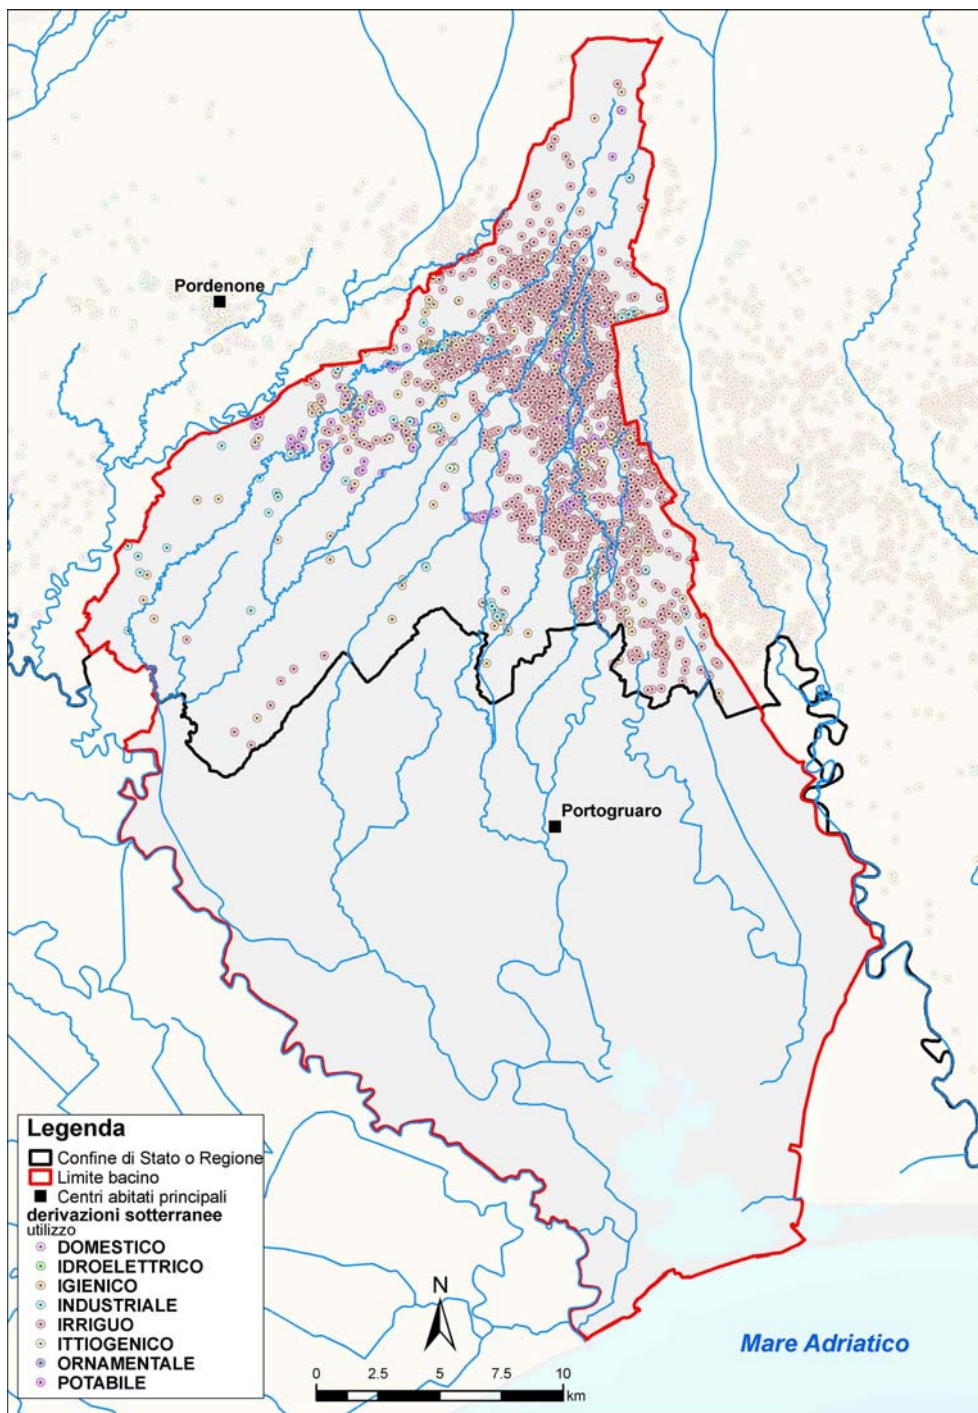 Pordenone
Portogruaro
Legenda
Confine di Stato o Regione
Limite bacino
Centri abitati principali
derivazioni sotterranee
utilizzo
DOMESTICO
IDROELETTRICO
IGIENICO
INDUSTRIALE
IRRIGUO
ITTIOGENICO
ORNAMENTALE
POTABILE
N
0 2.5 5 7.5 10
km
Mare Adriatico